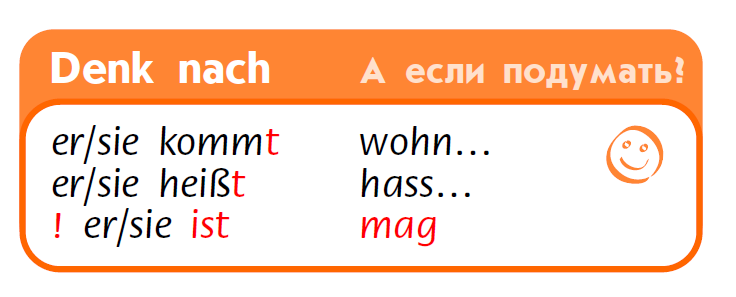 Denk nach А если подумать?
er/sie kommt wohn...
er/sie heißt hass...
! er/sie ist mag